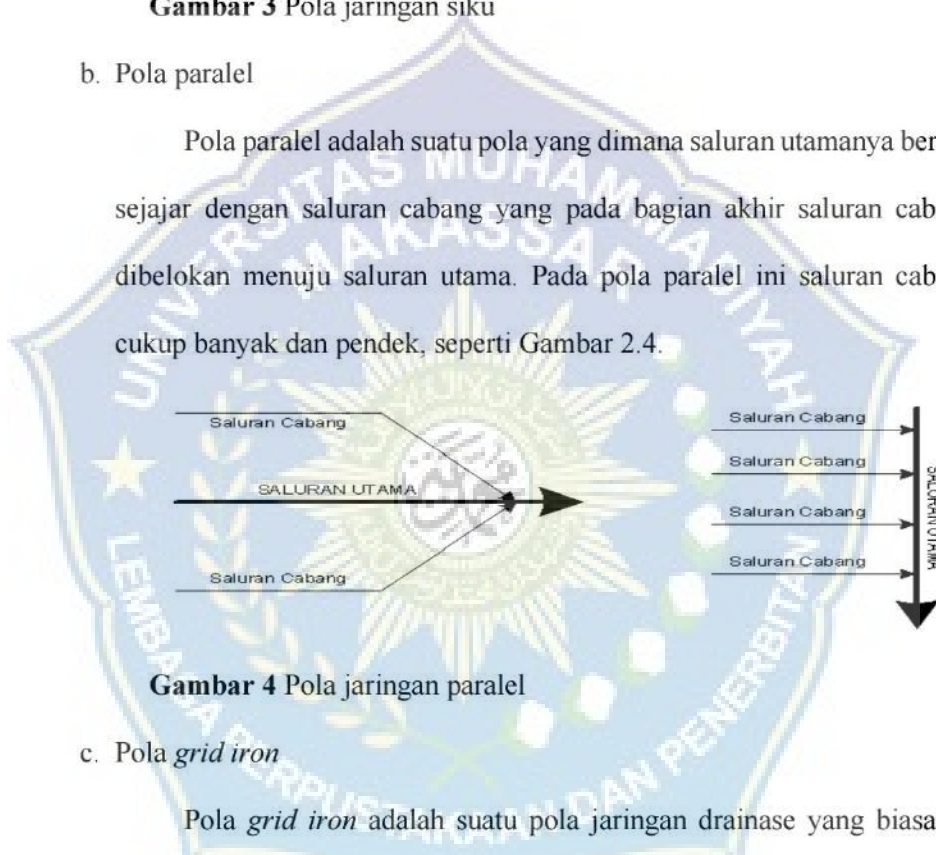 Gambar 3 Pola jaringan siku
b. Pola paralel
Pola paralel adalah suatu pola yang dimana saluran utamanya ber
sejajar dengan saluran cabang yang pada bagian akhir saluran cab
dibelokan menuju saluran utama. Pada pola paralel ini saluran cab
cukup banyak dan pendek, seperti Gambar 2.4.
Saluran Cabang
SALURAN UTAMA
Saluran Cabang
Saluran Cabang
Saluran Cabang
Saluran Cabang
Saluran Cabang
SALURAN UTAMA
Gambar 4 Pola jaringan paralel
c. Pola grid iron
Pola grid iron adalah suatu pola jaringan drainase yang biasa
UNIVERSITAS MUHAMMADIYAH
MAKASSAR
LEMBAGA PERPUSTAKAAN DAN PENERBITAN